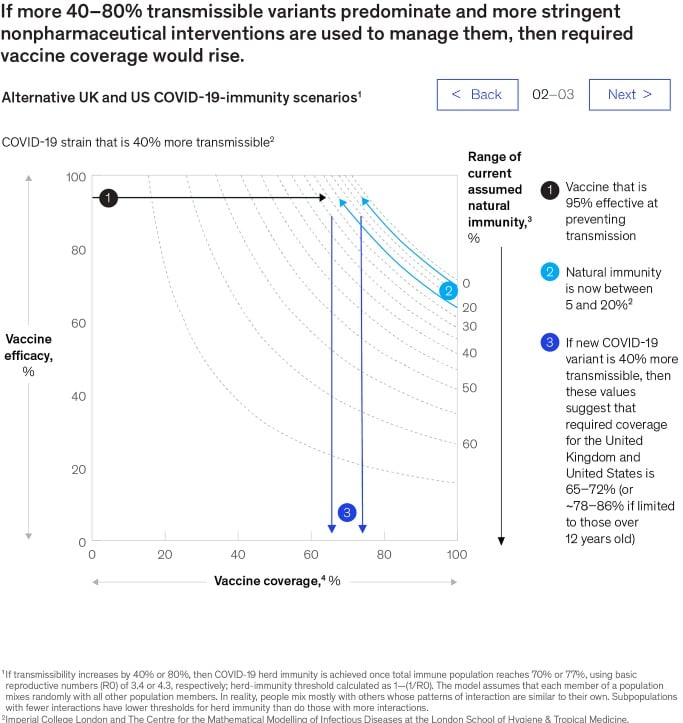 If more 40–80% transmissible variants predominate and more stringent
nonpharmaceutical interventions are used to manage them, then required
vaccine coverage would rise.
Alternative UK and US COVID-19-immunity scenarios¹
< Back
02–03
Next >
COVID-19 strain that is 40% more transmissible²
Range of
current
assumed
natural
immunity,³
%
100
80
60
40
20
0
Vaccine
efficacy,
%
1
2
3
0
20
30
40
50
60
0
20
40
60
80
100
Vaccine coverage,⁴ %
1
Vaccine that is
95% effective at
preventing
transmission
2
Natural immunity
is now between
5 and 20%²
3
If new COVID-19
variant is 40% more
transmissible, then
these values
suggest that
required coverage
for the United
Kingdom and
United States is
65–72% (or
~78–86% if limited
to those over
12 years old)
¹If transmissibility increases by 40% or 80%, then COVID-19 herd immunity is achieved once total immune population reaches 70% or 77%, using basic
reproductive numbers (R0) of 3.4 or 4.3, respectively; herd-immunity threshold calculated as 1—(1/R0). The model assumes that each member of a population
mixes randomly with all other population members. In reality, people mix mostly with others whose patterns of interaction are similar to their own. Subpopulations
with fewer interactions have lower thresholds for herd immunity than do those with more interactions.
²Imperial College London and The Centre for the Mathematical Modelling of Infectious Diseases at the London School of Hygiene & Tropical Medicine.